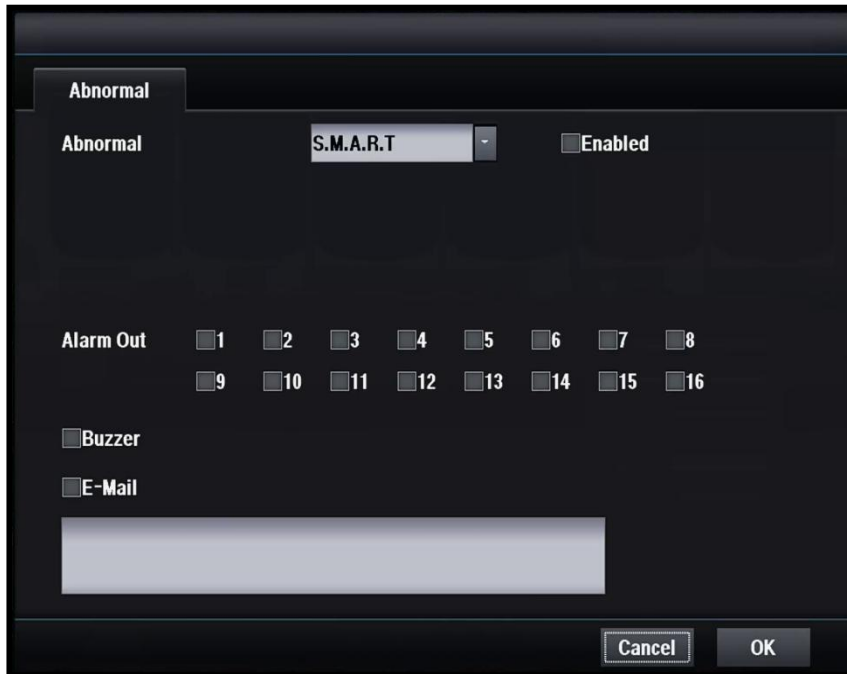 Abnormal
Abnormal S.M.A.R.T Enabled
Alarm Out 1 2 3 4 5 6 7 8
9 10 11 12 13 14 15 16
Buzzer
E-Mail
Cancel OK